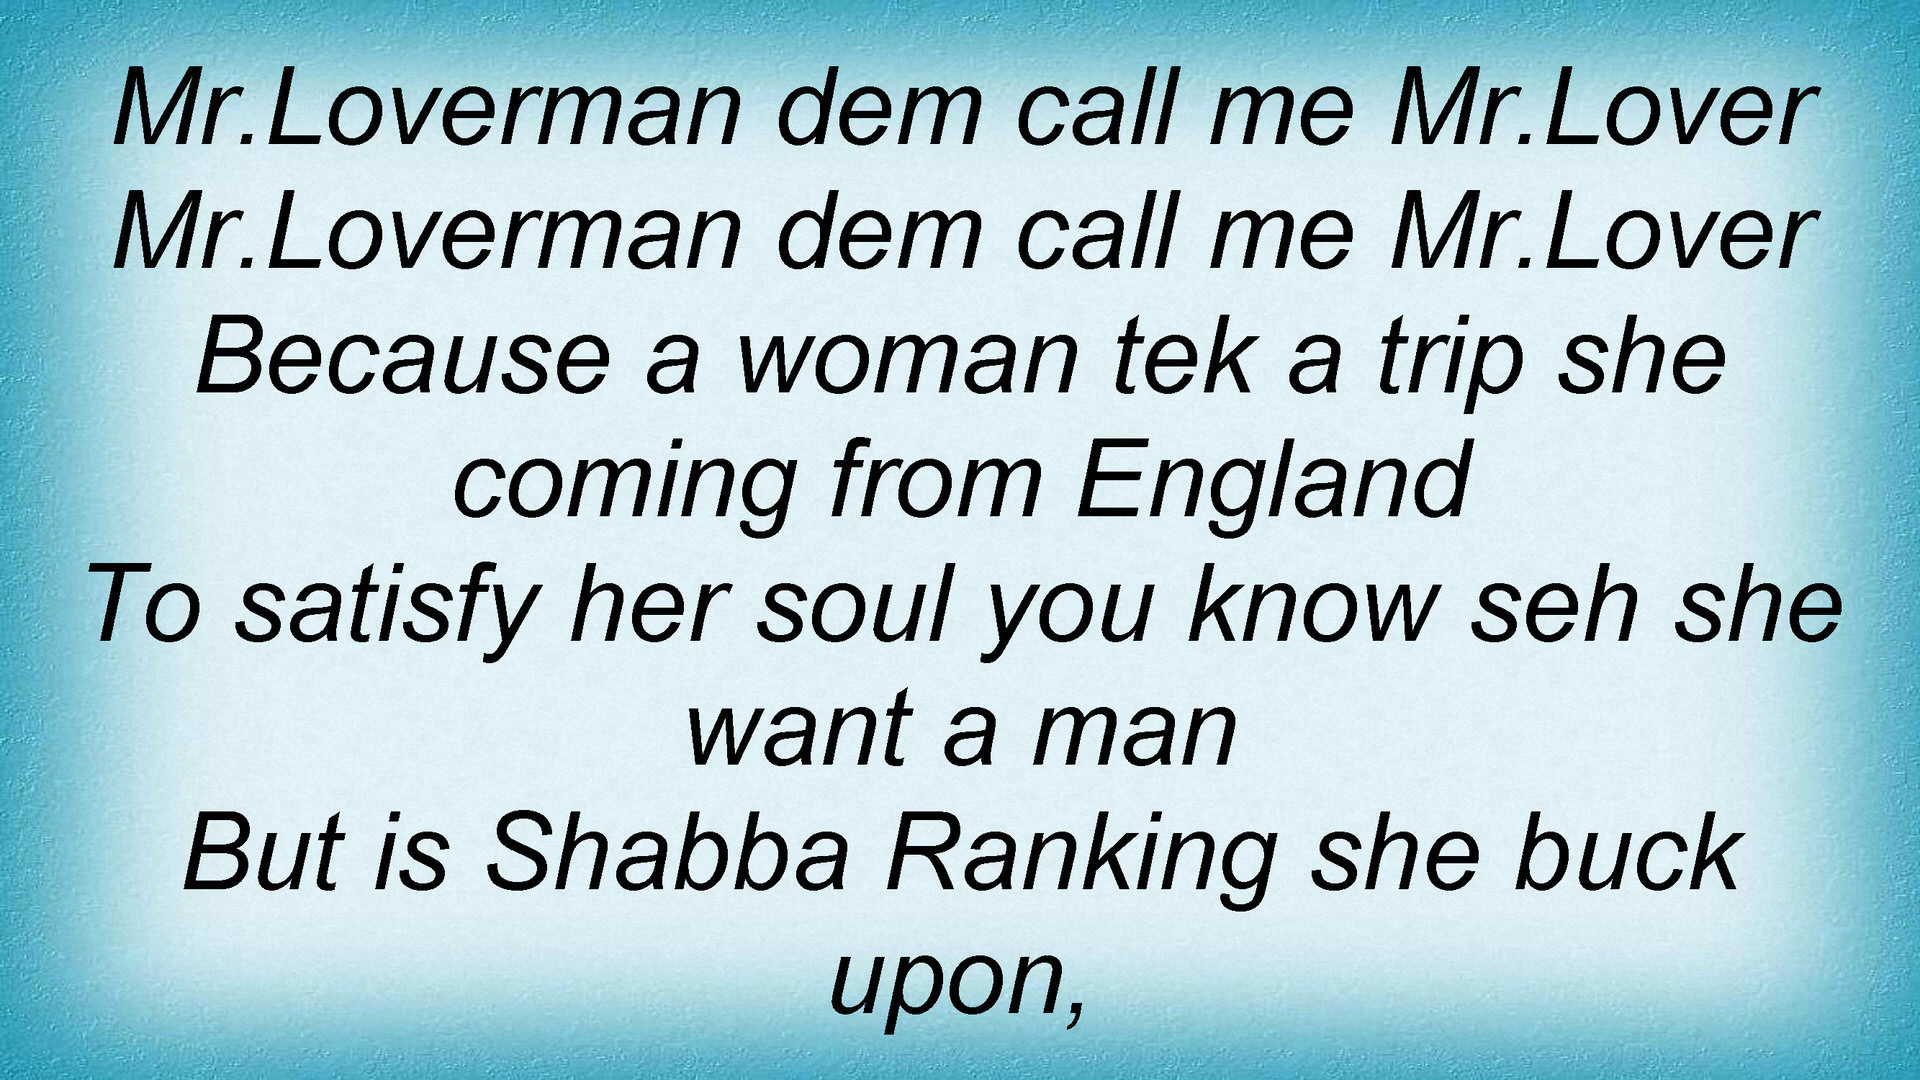 Mr.Loverman dem call me Mr.Lover
Mr.Loverman dem call me Mr.Lover
Because a woman tek a trip she
coming from England
To satisfy her soul you know seh she
want a man
But is Shabba Ranking she buck
upon,